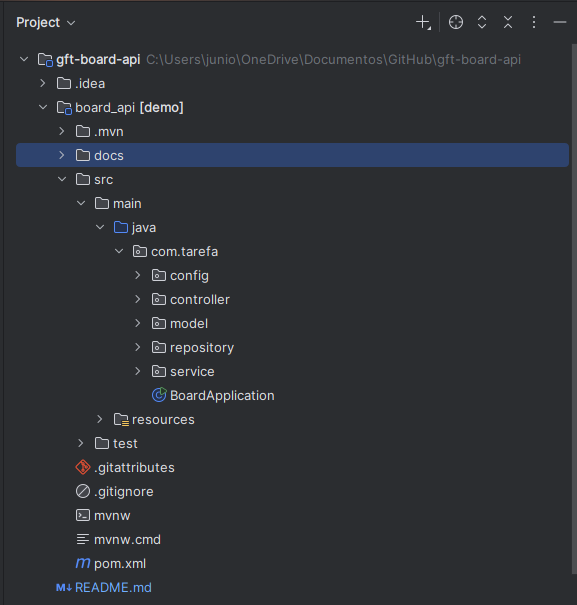 Project
gft-board-api C:\Users\junio\OneDrive\Documentos\GitHub\gft-board-api
.idea
board_api [demo]
.mvn
docs
src
main
java
com.tarefa
config
controller
model
repository
service
BoardApplication
resources
test
.gitattributes
.gitignore
mvnw
mvnw.cmd
pom.xml
README.md